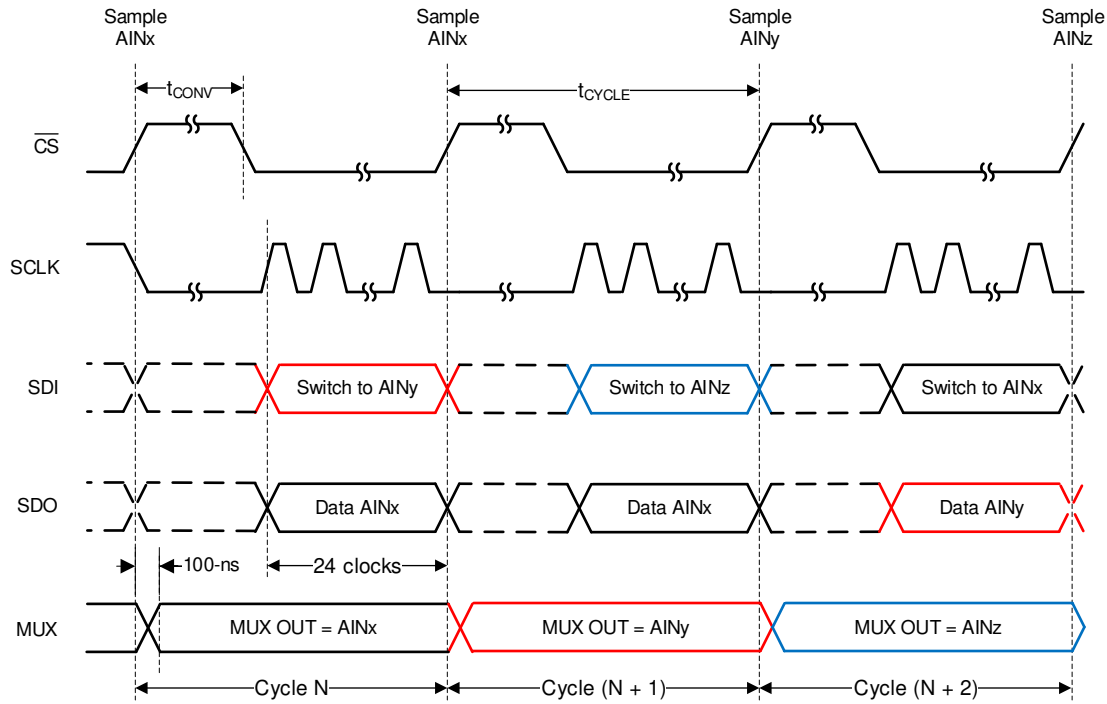 Sample Sample Sample Sample
AINx AINx AINy AINz
tCONV tCYCLE
CS
SCLK
SDI Switch to AINy Switch to AINz Switch to AINx
SDO Data AINx Data AINx Data AINy
100-ns 24 clocks
MUX MUX OUT = AINx MUX OUT = AINy MUX OUT = AINz
Cycle N Cycle (N + 1) Cycle (N + 2)